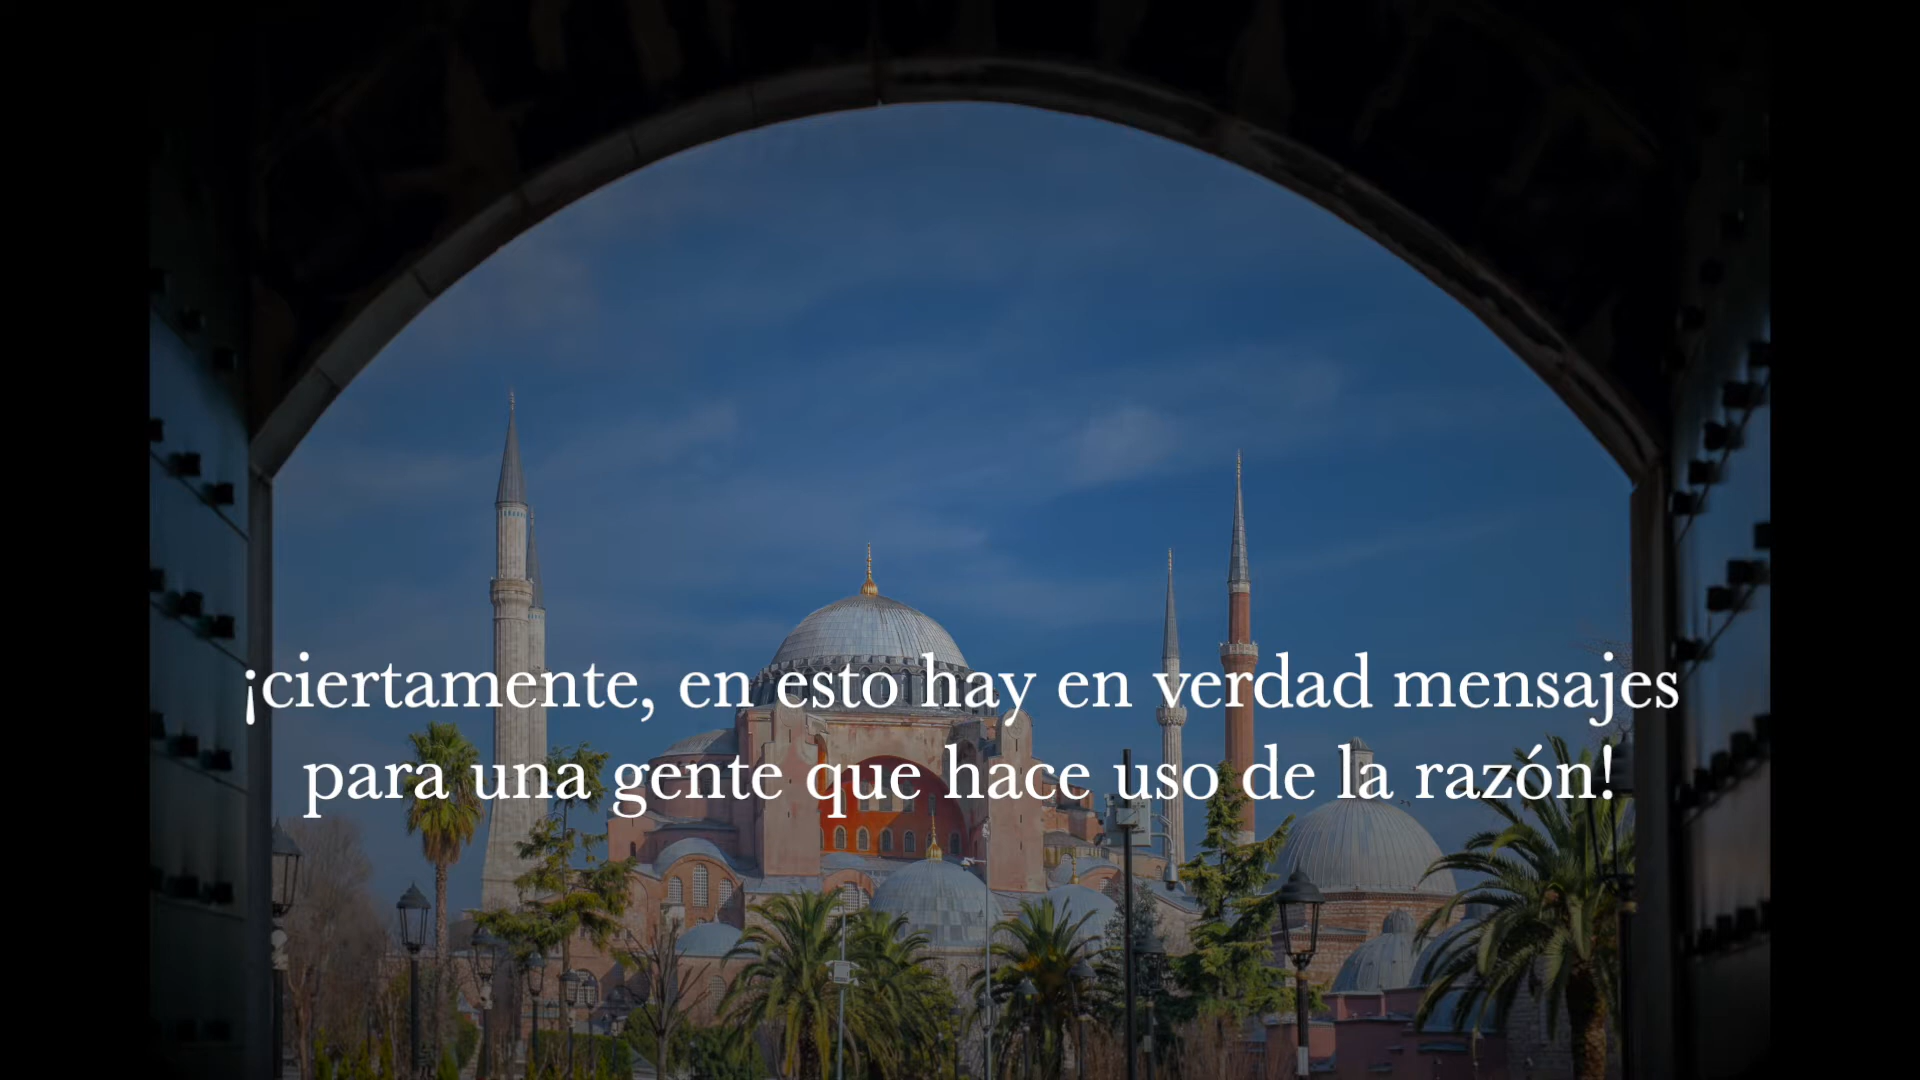 ¡ciertamente, en esto hay en verdad mensajes
para una gente que hace uso de la razón!